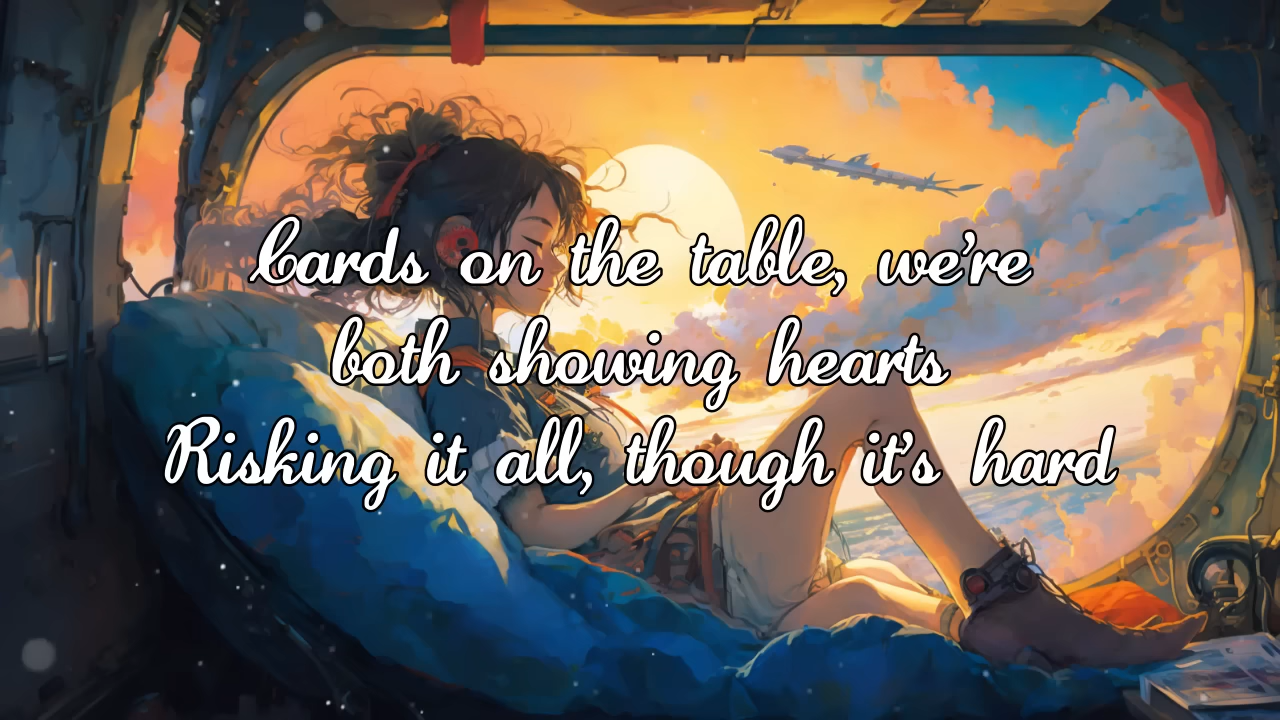 Cards on the table, we're
both showing hearts
Risking it all, though it's hard